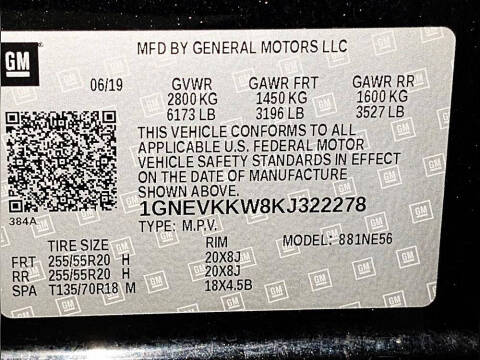 MFD BY GENERAL MOTORS LLC
GM
06/19 GVWR GAWR FRT GAWR RR
2800 KG 1450 KG 1600 KG
6173 LB 3196 LB 3527 LB
THIS VEHICLE CONFORMS TO ALL
APPLICABLE U.S. FEDERAL MOTOR
VEHICLE SAFETY STANDARDS IN EFFECT
ON THE DATE OF MANUFACTURE
SHOWN ABOVE.
384A
1GNEVKKW8KJ322278
TYPE: M.P.V.
TIRE SIZE RIM MODEL: 881NE56
FRT 255/55R20 H 20X8J
RR 255/55R20 H 20X8J
SPA T135/70R18 M 18X4.5B